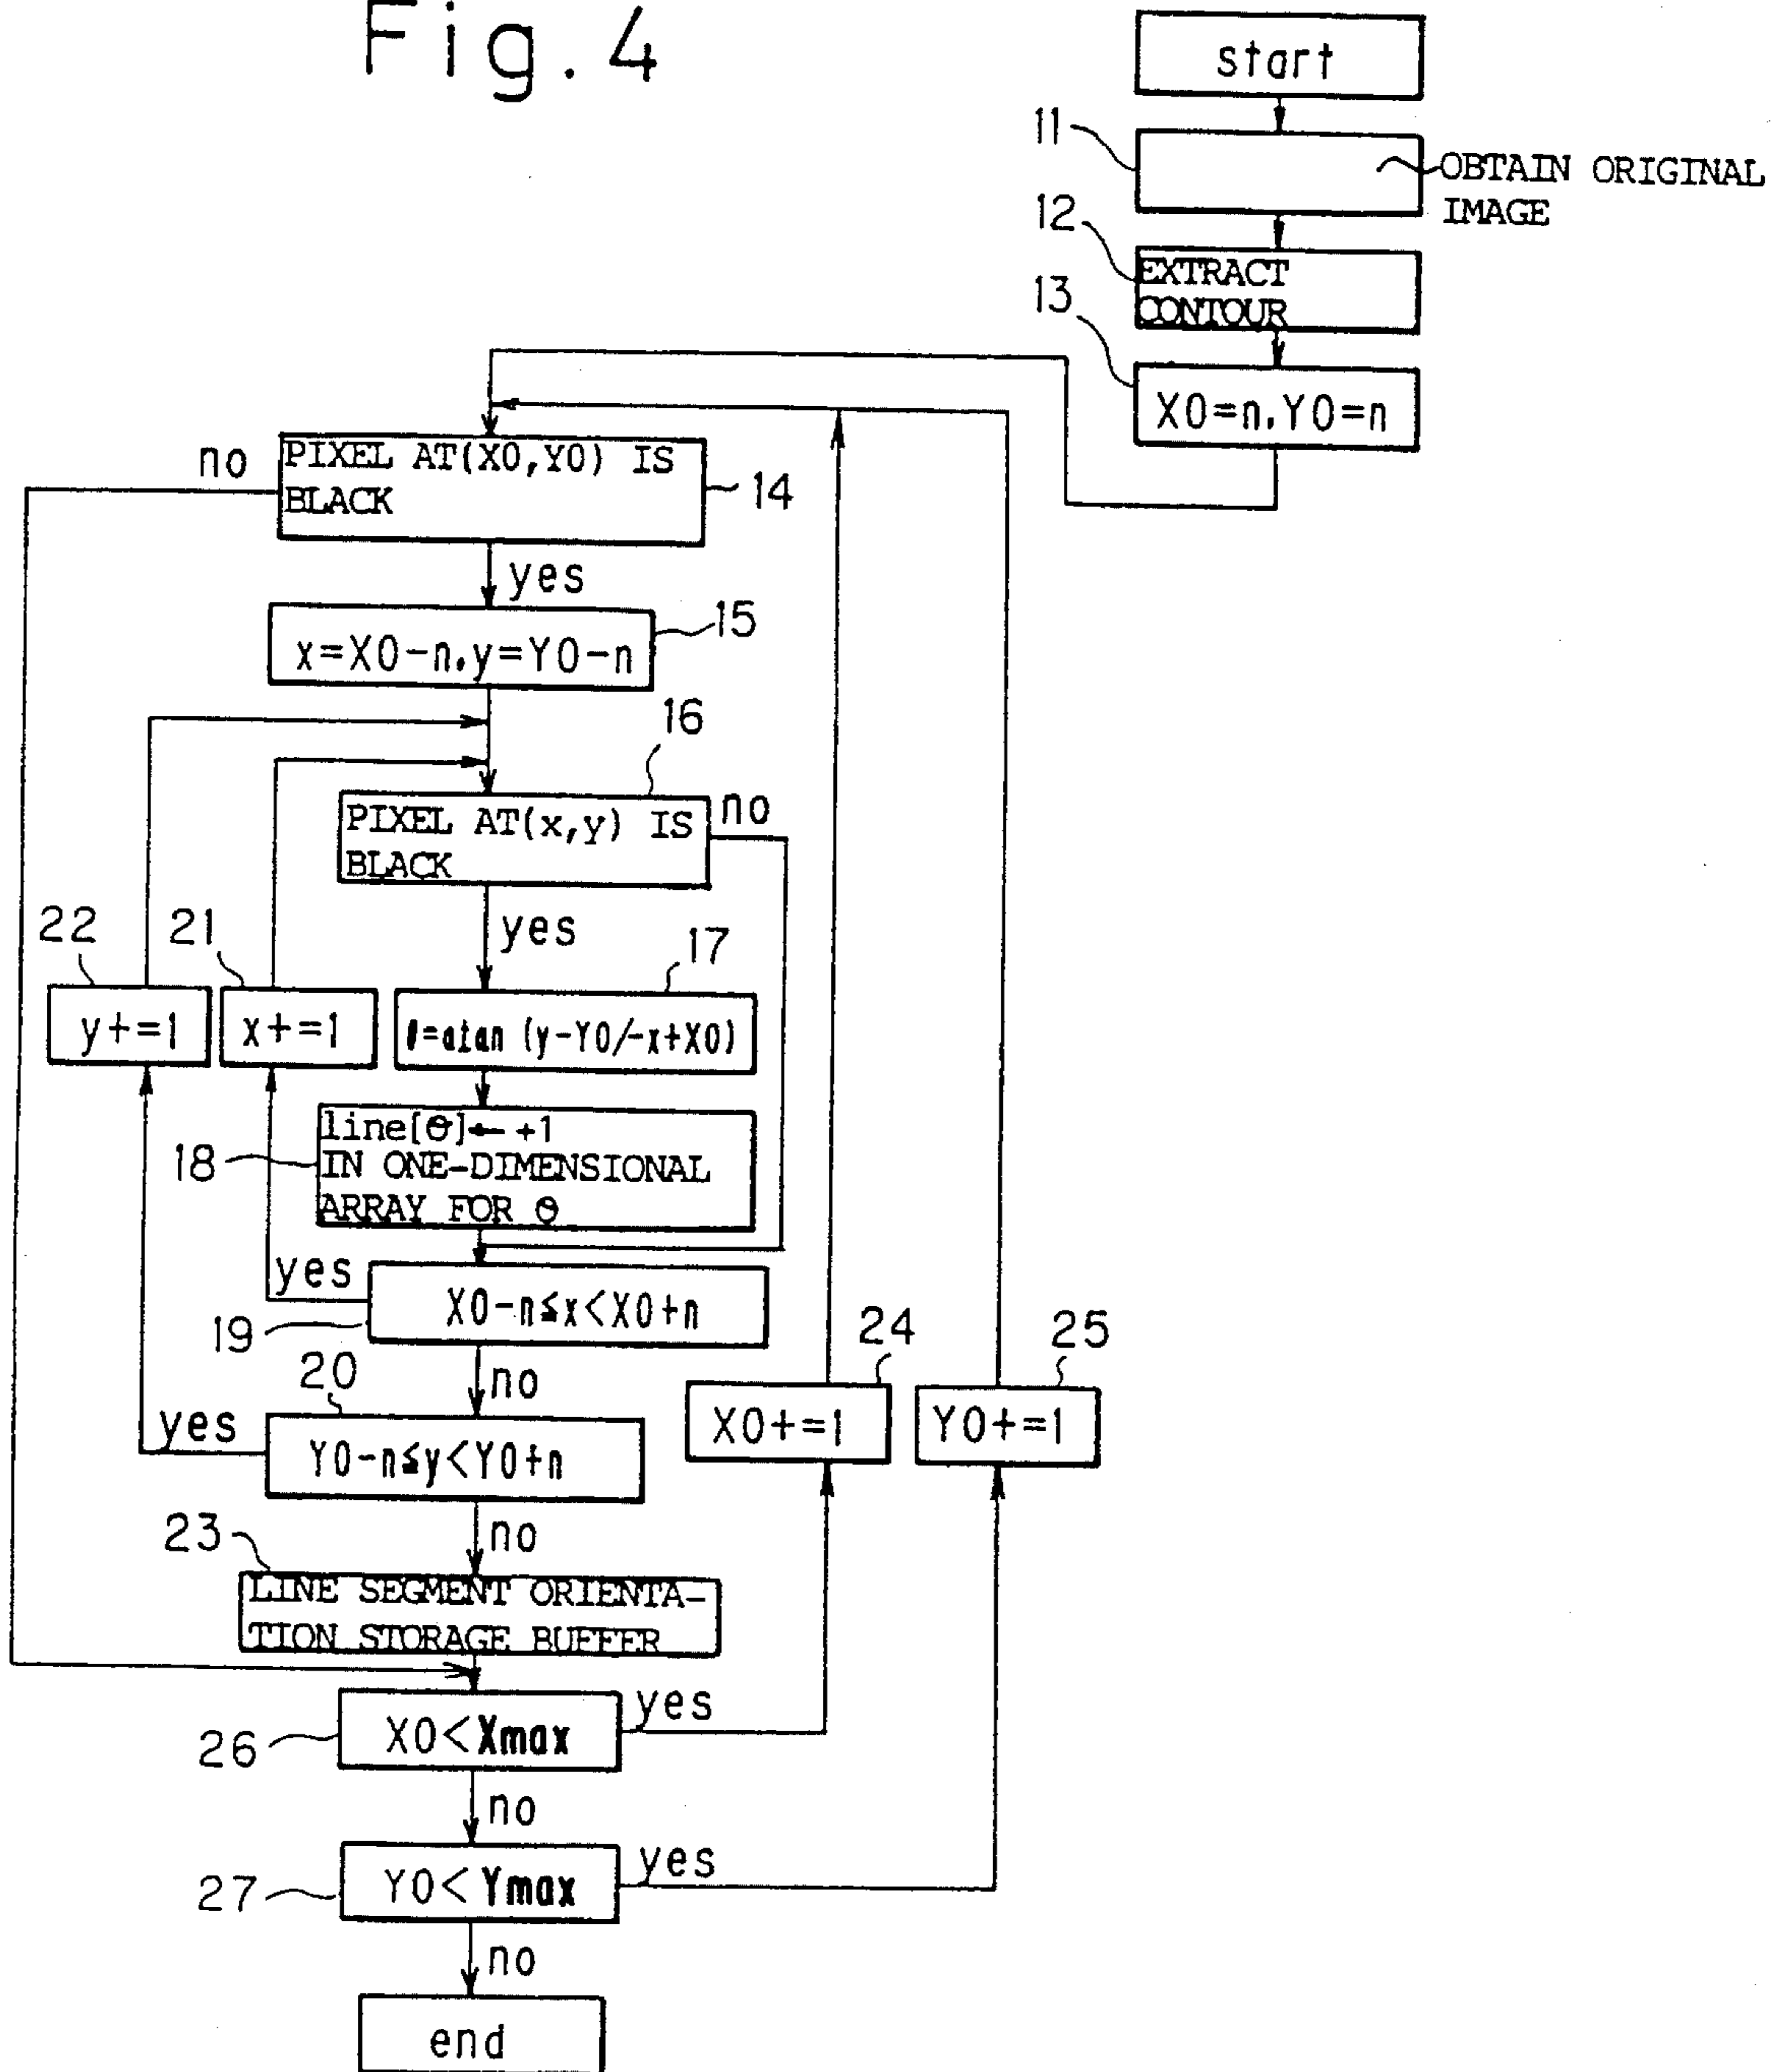 Fig. 4
start
11
OBTAIN ORIGINAL
IMAGE
12
EXTRACT
CONTOUR
13
X0=n.Y0=n
no
PIXEL AT(X0,Y0) IS
BLACK
14
yes
15
x=X0-n.y=Y0-n
16
PIXEL AT(x,y) IS
BLACK
no
yes
22
21
17
y+=1
x+=1
=atan (y-Y0/-x+X0)
18
line[θ]← +1
IN ONE-DIMENSIONAL
ARRAY FOR θ
yes
X0-n≦x<X0+n
19
no
20
yes
Y0-n≦y<Y0+n
24
25
X0+=1
Y0+=1
no
23
LINE SEGMENT ORIENTA-
TION STORAGE BUFFER
26
X0<Xmax
yes
no
27
Y0<Ymax
yes
no
end